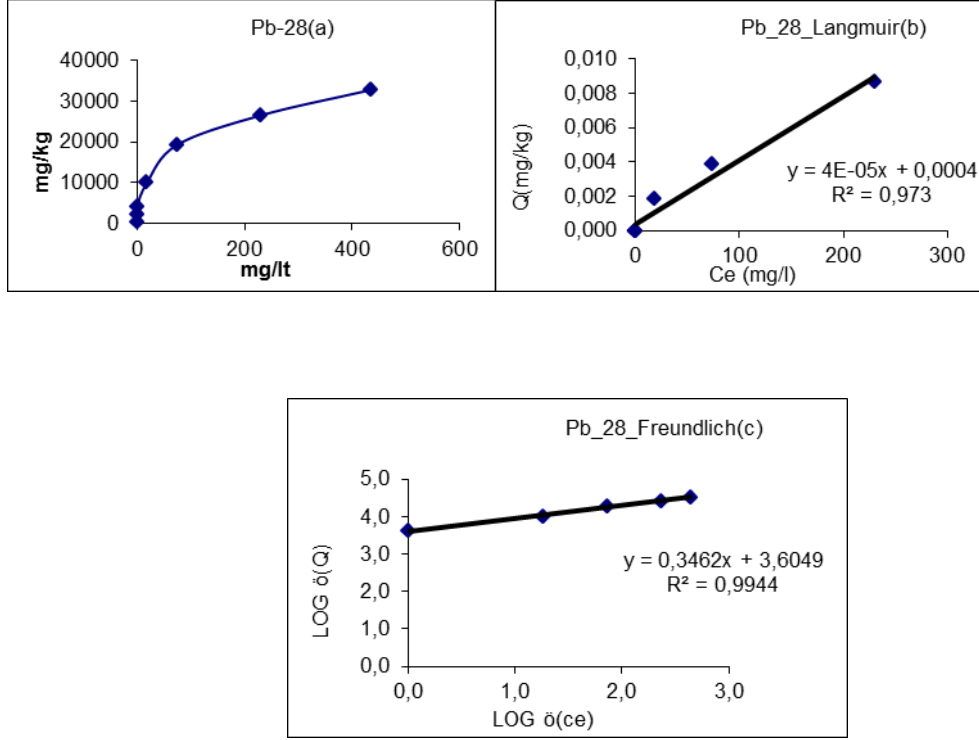 Pb-28(a)
40000
30000
20000
10000
0
mg/kg
0 200 400 600
mg/lt
Pb_28_Langmuir(b)
0,010
0,008
0,006
0,004
0,002
0,000
Q(mg/kg)
y = 4E-05x + 0,0004
R² = 0,973
0 100 200 300
Ce (mg/l)
Pb_28_Freundlich(c)
5,0
4,0
3,0
2,0
1,0
0,0
LOG ö(Q)
y = 0,3462x + 3,6049
R² = 0,9944
0,0 1,0 2,0 3,0
LOG ö(ce)